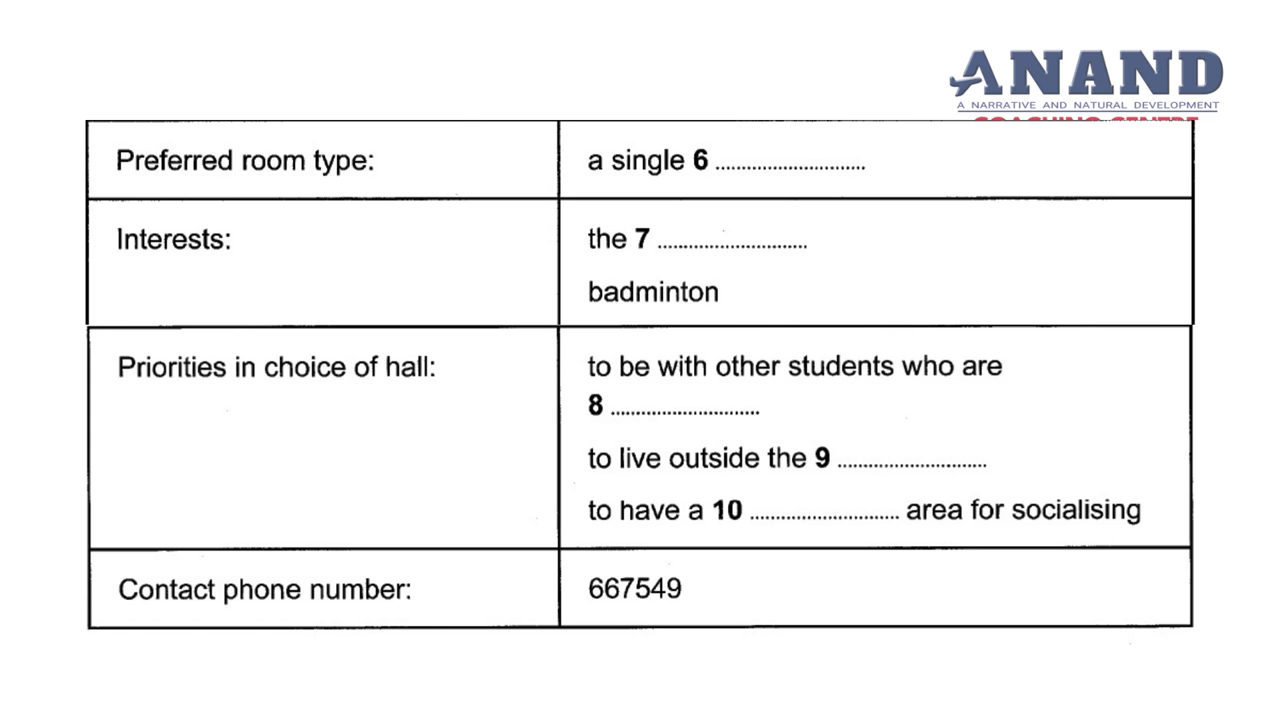 ANAND
A NARRATIVE AND NATURAL DEVELOPMENT
COACHING CENTRE
Preferred room type: a single 6 ............................
Interests: the 7 ............................
badminton
Priorities in choice of hall: to be with other students who are
8 ............................
to live outside the 9 ............................
to have a 10 ............................ area for socialising
Contact phone number: 667549